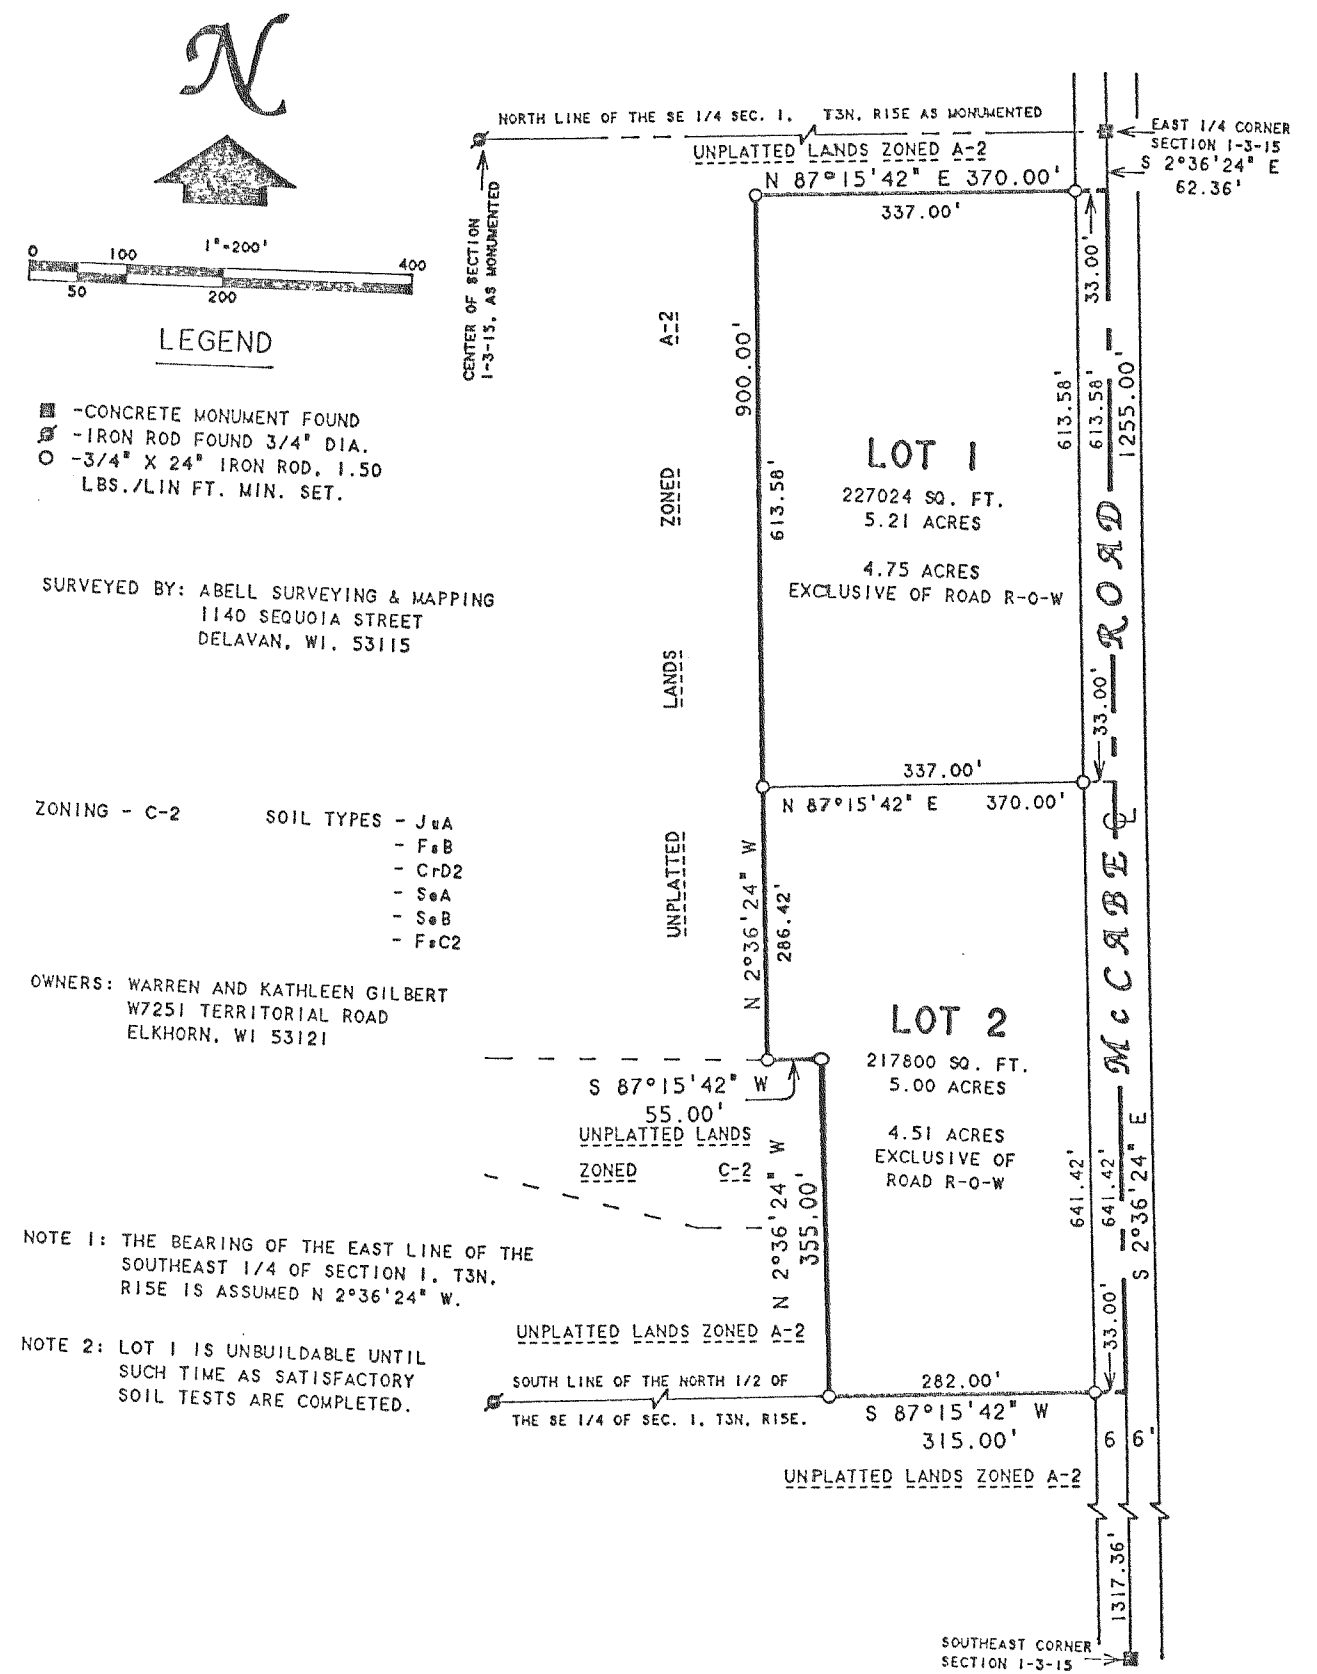 N
NORTH LINE OF THE SE 1/4 SEC. 1, T3N, R15E AS MONUMENTED
UNPLATTED LANDS ZONED A-2
EAST 1/4 CORNER
SECTION 1-3-15
S 2°36'24" E
62.36'
N 87°15'42" E 370.00'
337.00'
33.00'
CENTER OF SECTION
1-3-15, AS MONUMENTED
1"=200'
0 100 400
50 200
LEGEND
-CONCRETE MONUMENT FOUND
-IRON ROD FOUND 3/4" DIA.
-3/4" X 24" IRON ROD, 1.50
LBS./LIN FT. MIN. SET.
SURVEYED BY: ABELL SURVEYING & MAPPING
1140 SEQUOIA STREET
DELAVAN, WI. 53115
UNPLATTED LANDS ZONED A-2
900.00'
613.58'
LOT 1
227024 SQ. FT.
5.21 ACRES
4.75 ACRES
EXCLUSIVE OF ROAD R-O-W
613.58'
613.58'
1255.00'
33.00'
McCABE ROAD
CL
337.00'
N 87°15'42" E 370.00'
ZONING - C-2
SOIL TYPES - JuA
- FsB
- CrD2
- SeA
- SeB
- FsC2
OWNERS: WARREN AND KATHLEEN GILBERT
W7251 TERRITORIAL ROAD
ELKHORN, WI 53121
N 2°36'24" W
286.42'
LOT 2
217800 SQ. FT.
5.00 ACRES
4.51 ACRES
EXCLUSIVE OF
ROAD R-O-W
S 87°15'42" W
55.00'
UNPLATTED LANDS
ZONED C-2
N 2°36'24" W
355.00'
641.42'
641.42'
S 2°36'24" E
33.00'
NOTE 1: THE BEARING OF THE EAST LINE OF THE
SOUTHEAST 1/4 OF SECTION 1, T3N,
R15E IS ASSUMED N 2°36'24" W.
NOTE 2: LOT 1 IS UNBUILDABLE UNTIL
SUCH TIME AS SATISFACTORY
SOIL TESTS ARE COMPLETED.
UNPLATTED LANDS ZONED A-2
SOUTH LINE OF THE NORTH 1/2 OF
THE SE 1/4 OF SEC. 1, T3N, R15E.
282.00'
S 87°15'42" W
315.00'
66'
UNPLATTED LANDS ZONED A-2
1317.36'
SOUTHEAST CORNER
SECTION 1-3-15